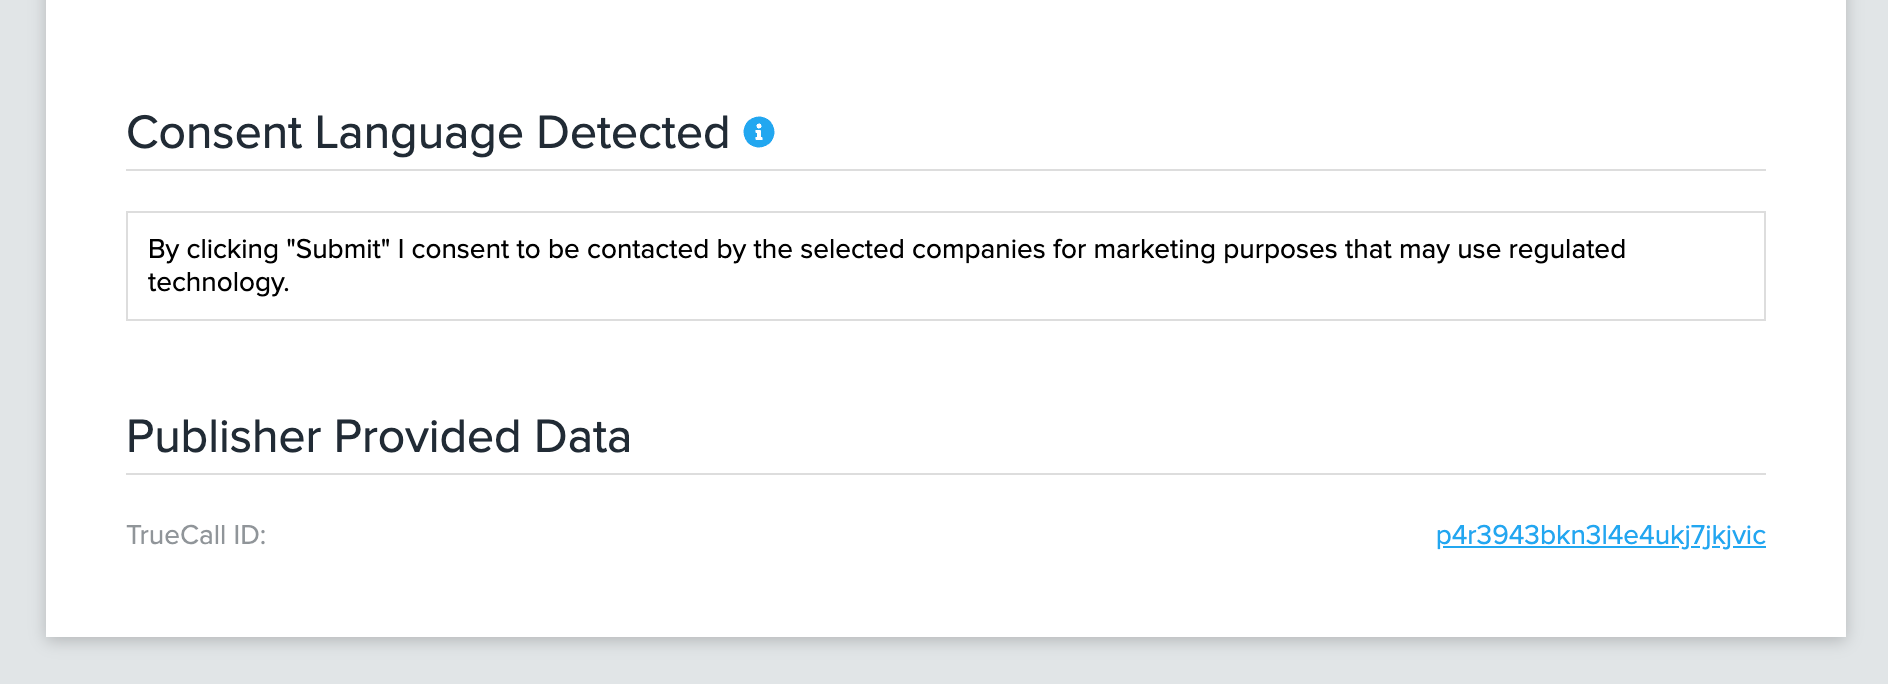 Consent Language Detected
By clicking "Submit" I consent to be contacted by the selected companies for marketing purposes that may use regulated
technology.
Publisher Provided Data
TrueCall ID:
p4r3943bkn3l4e4ukj7jkjvic